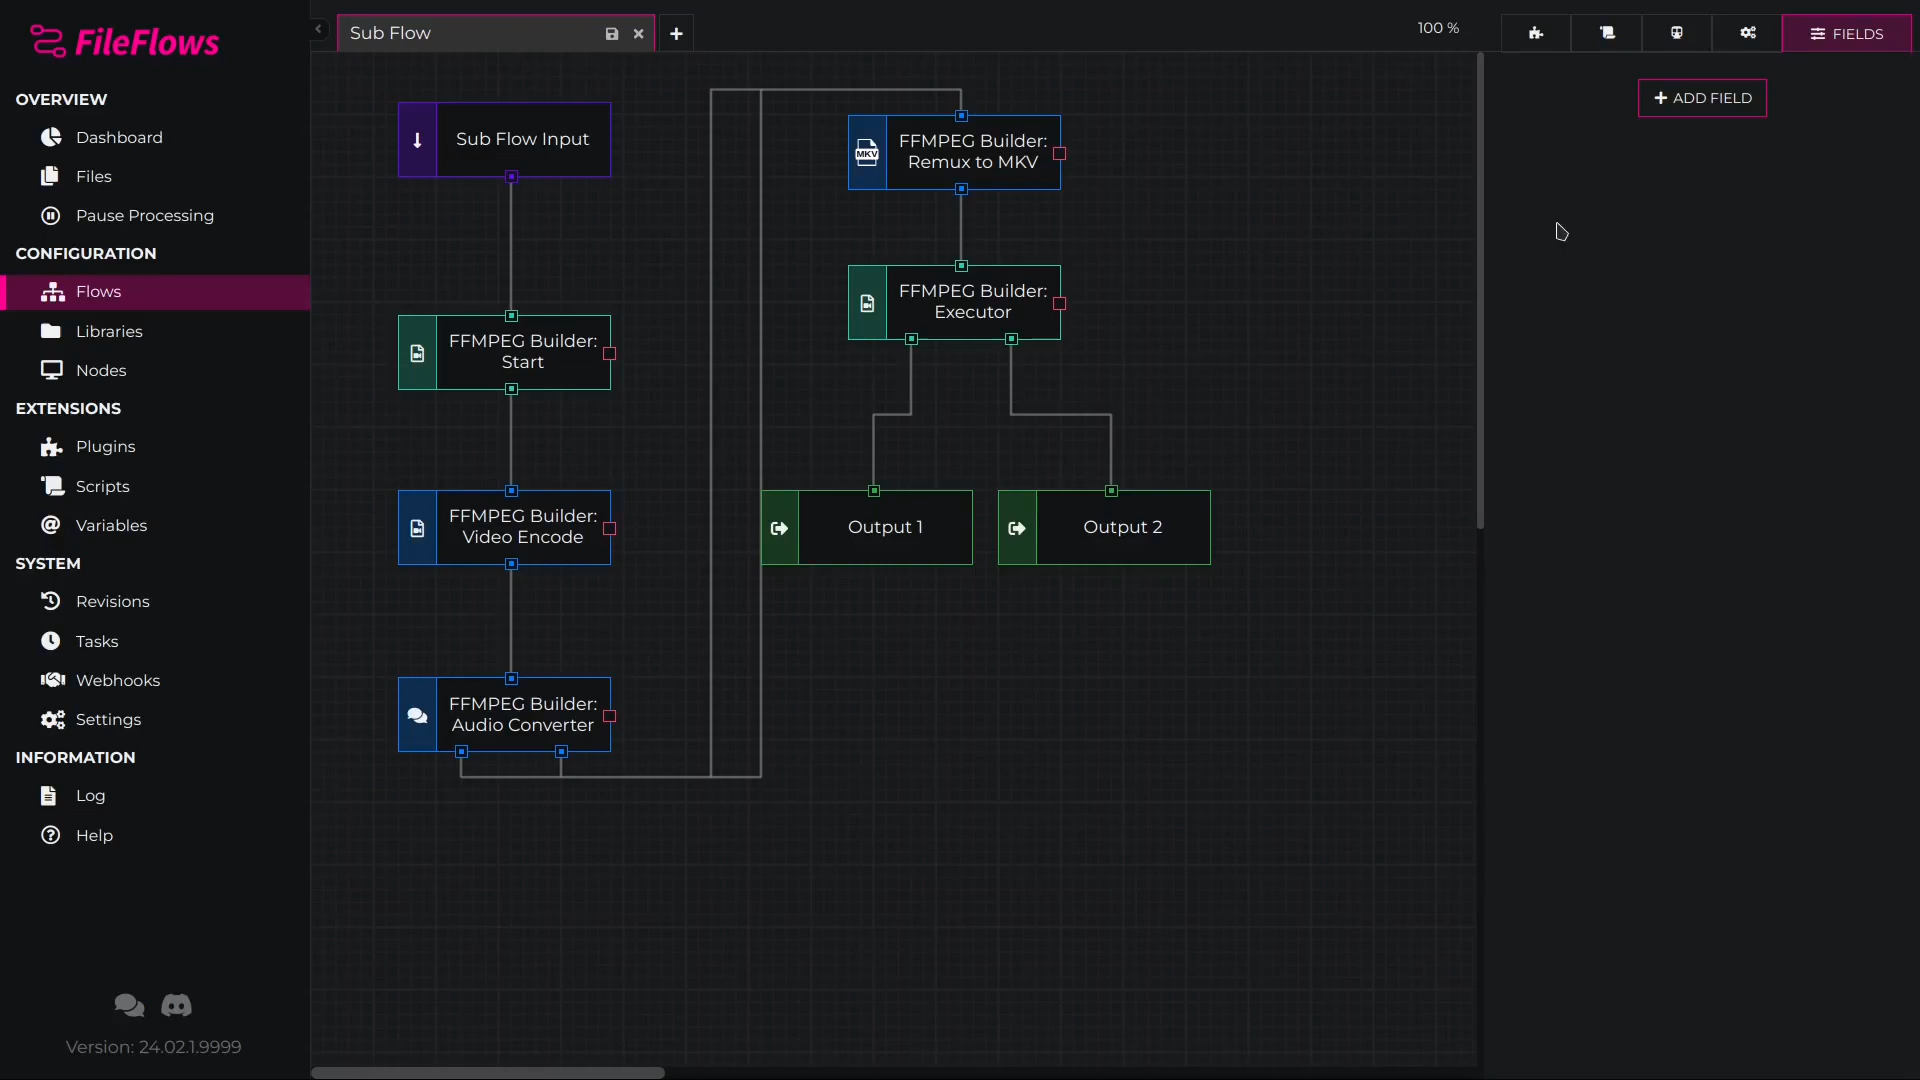 FileFlows
OVERVIEW
Dashboard
Files
Pause Processing
CONFIGURATION
Flows
Libraries
Nodes
EXTENSIONS
Plugins
Scripts
Variables
SYSTEM
Revisions
Tasks
Webhooks
Settings
INFORMATION
Log
Help
Version: 24.02.1.9999
Sub Flow
100 %
FIELDS
ADD FIELD
Sub Flow Input
FFMPEG Builder:
Start
FFMPEG Builder:
Video Encode
FFMPEG Builder:
Audio Converter
MKV
FFMPEG Builder:
Remux to MKV
FFMPEG Builder:
Executor
Output 1
Output 2